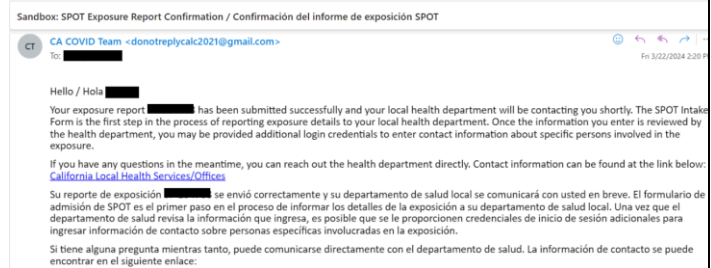 Sandbox: SPOT Exposure Report Confirmation / Confirmación del informe de exposición SPOT
CT
CA COVID Team <donotreplycalc2021@gmail.com>
To:
Fri 3/22/2024 2:20 P
Hello / Hola
Your exposure report has been submitted successfully and your local health department will be contacting you shortly. The SPOT Intake
Form is the first step in the process of reporting exposure details to your local health department. Once the information you enter is reviewed by
the health department, you may be provided additional login credentials to enter contact information about specific persons involved in the
exposure.
If you have any questions in the meantime, you can reach out the health department directly. Contact information can be found at the link below:
California Local Health Services/Offices
Su reporte de exposición se envió correctamente y su departamento de salud local se comunicará con usted en breve. El formulario de
admisión de SPOT es el primer paso en el proceso de informar los detalles de la exposición a su departamento de salud local. Una vez que el
departamento de salud revisa la información que ingresa, es posible que se le proporcionen credenciales de inicio de sesión adicionales para
ingresar información de contacto sobre personas específicas involucradas en la exposición.
Si tiene alguna pregunta mientras tanto, puede comunicarse directamente con el departamento de salud. La información de contacto se puede
encontrar en el siguiente enlace: